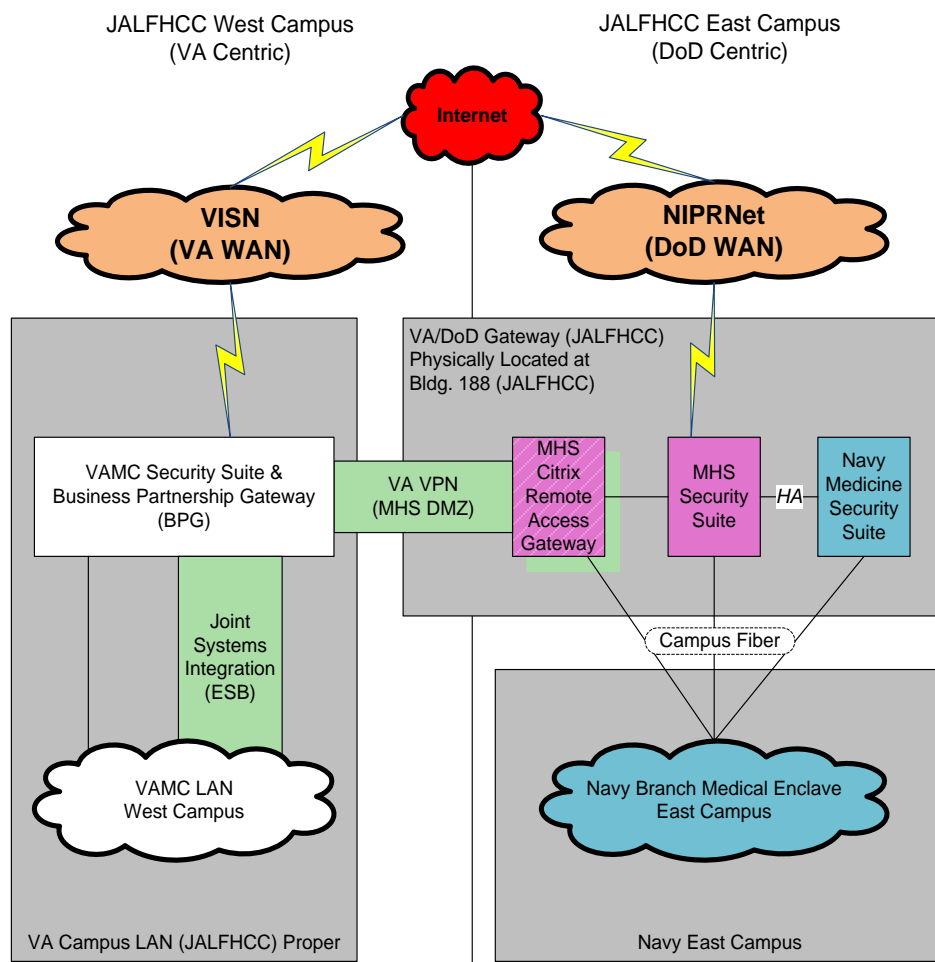 JALFHCC West Campus
(VA Centric)
JALFHCC East Campus
(DoD Centric)
Internet
VISN
(VA WAN)
NIPRNet
(DoD WAN)
VA/DoD Gateway (JALFHCC)
Physically Located at
Bldg. 188 (JALFHCC)
VAMC Security Suite &
Business Partnership Gateway
(BPG)
VA VPN
(MHS DMZ)
MHS
Citrix
Remote
Access
Gateway
MHS
Security
Suite
HA
Navy
Medicine
Security
Suite
Joint
Systems
Integration
(ESB)
Campus Fiber
VAMC LAN
West Campus
Navy Branch Medical Enclave
East Campus
VA Campus LAN (JALFHCC) Proper
Navy East Campus